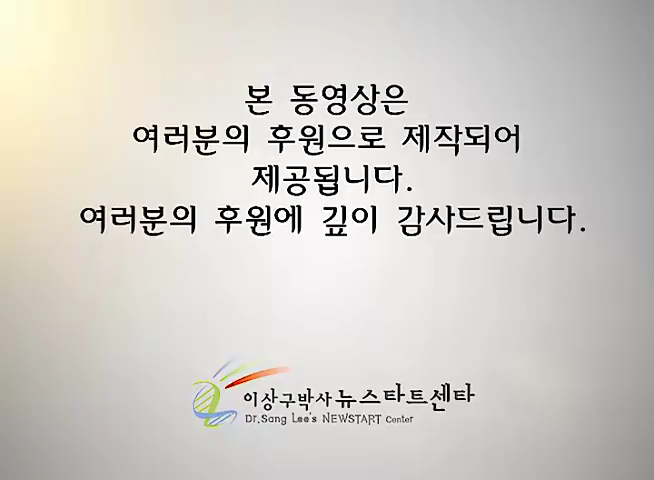 본 동영상은
여러분의 후원으로 제작되어
제공됩니다.
여러분의 후원에 깊이 감사드립니다.
이상구박사 뉴스타트센타
Dr.Sang Lee's NEWSTART Center